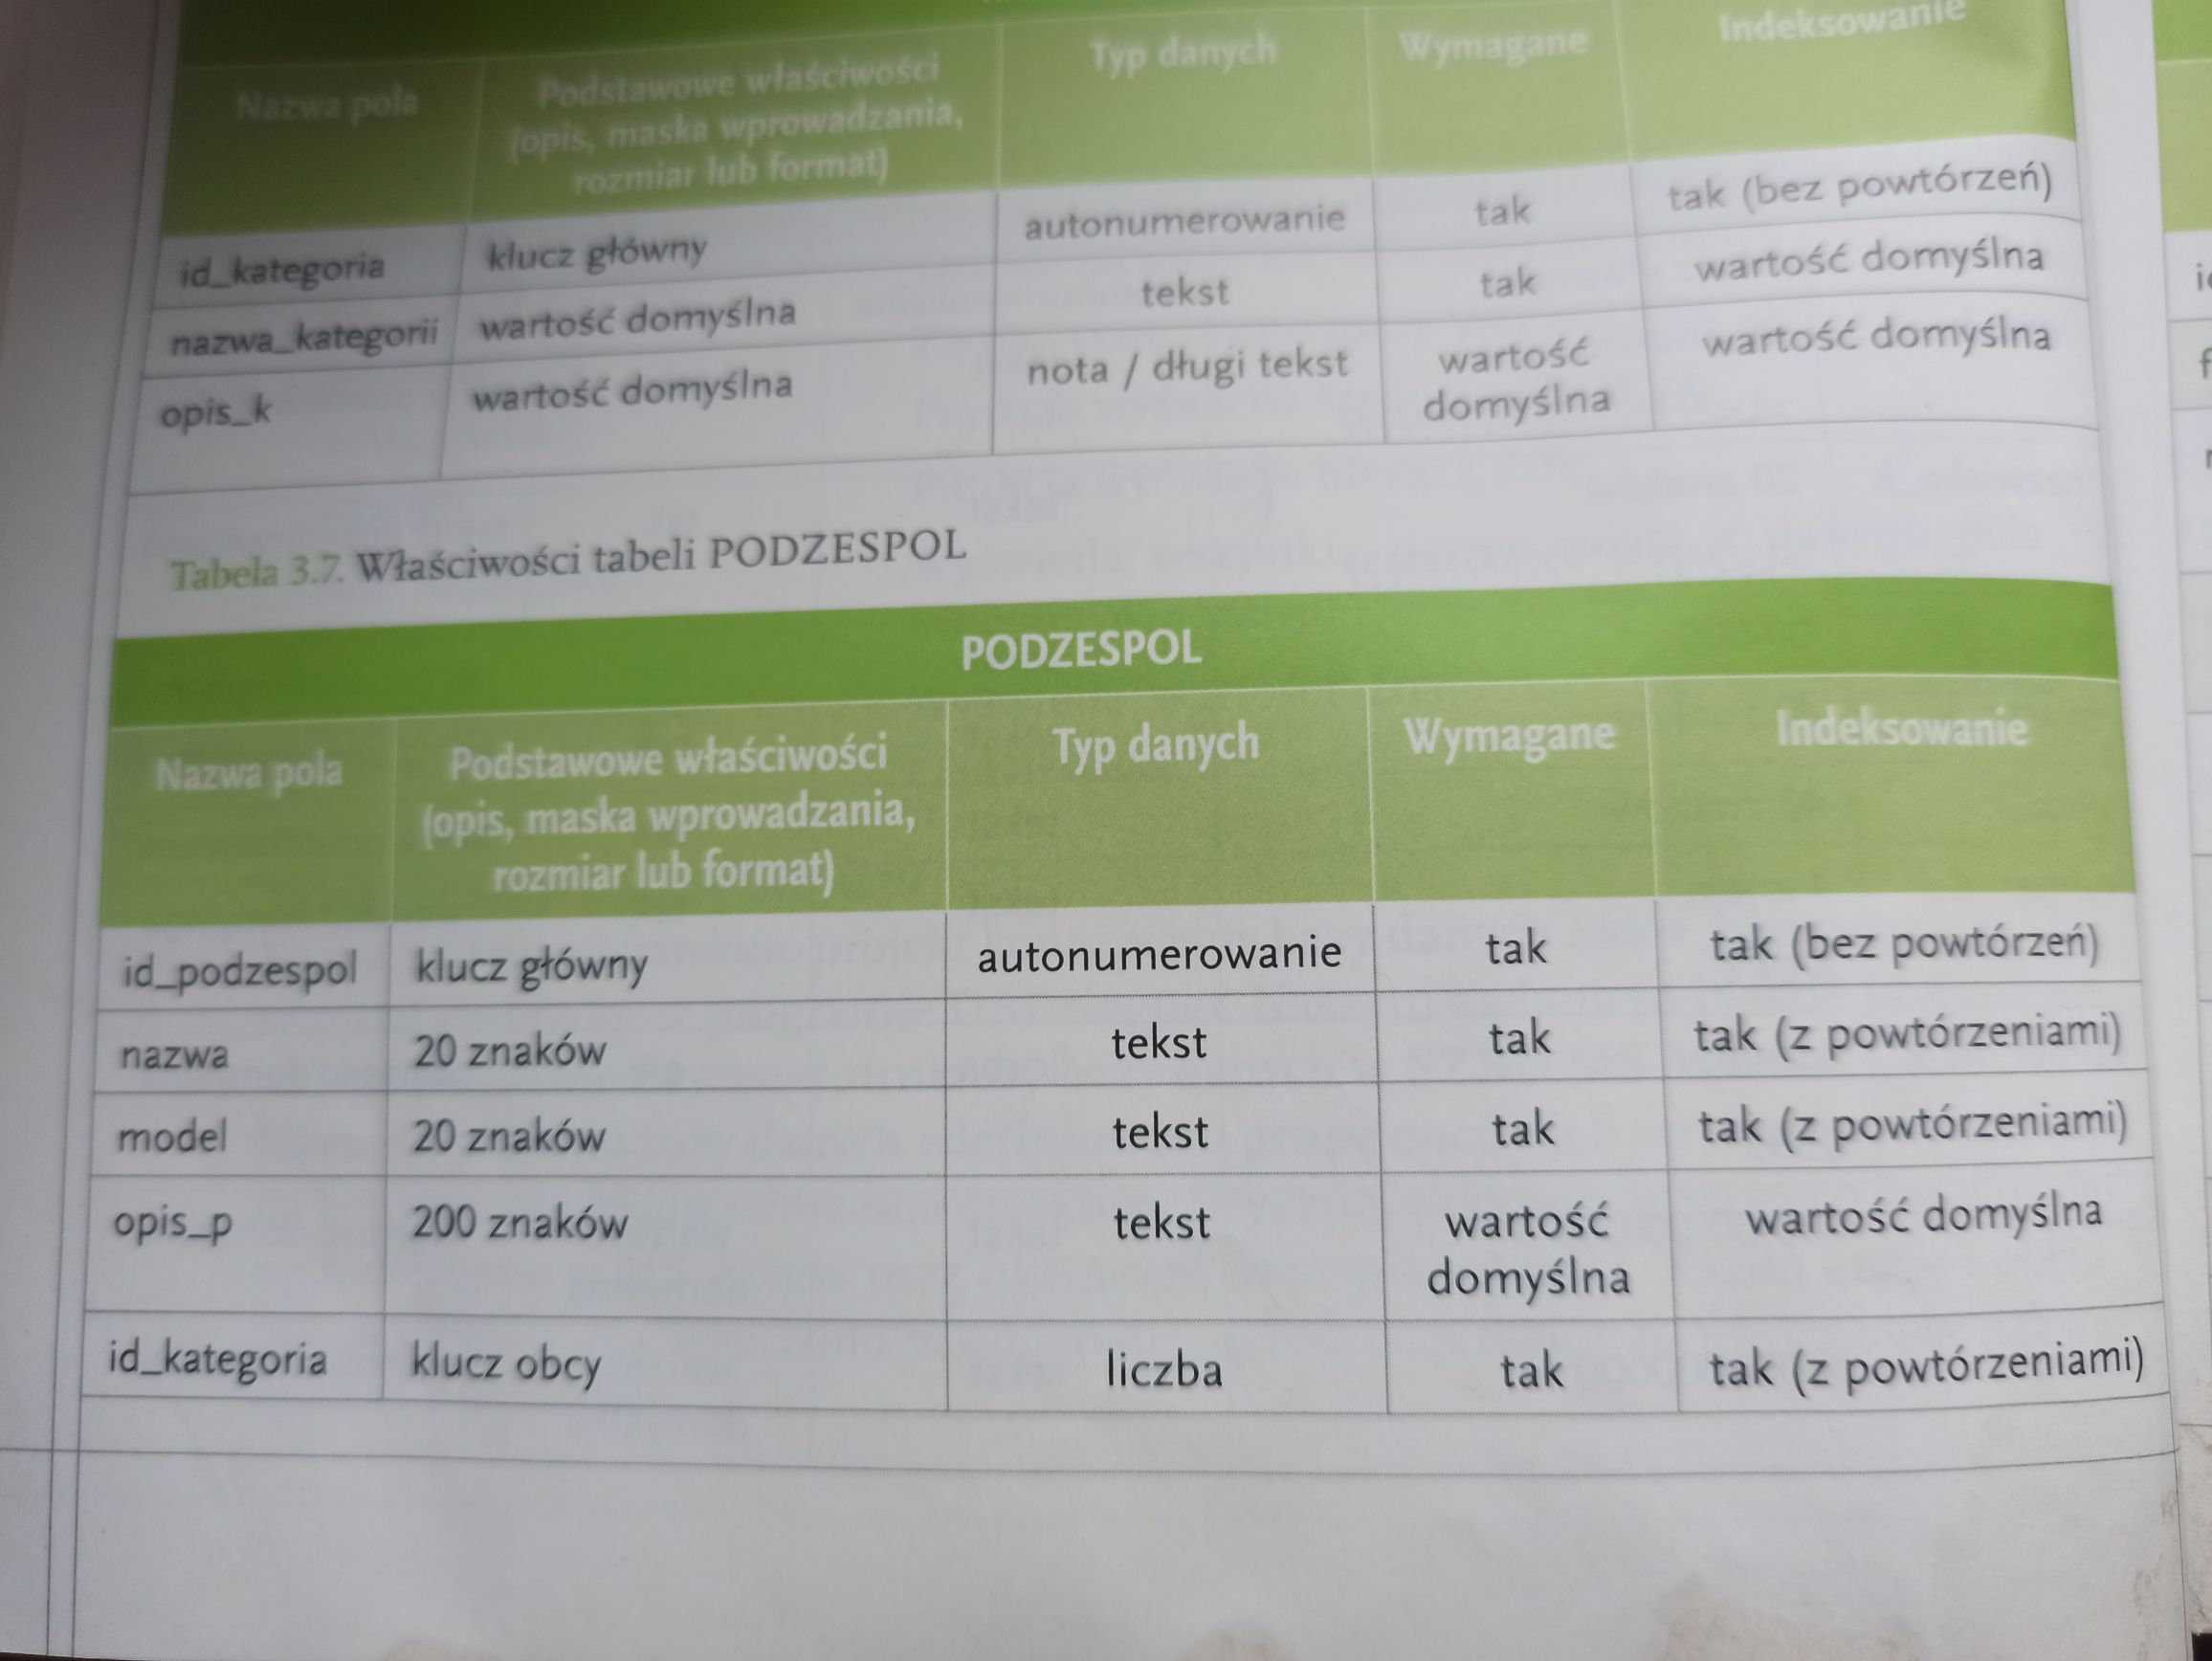 Nazwa pola
Podstawowe właściwości
(opis, maska wprowadzania,
rozmiar lub format)
Typ danych
Wymagane
Indeksowanie
id_kategoria klucz główny autonumerowanie tak tak (bez powtórzeń)
nazwa_kategorii wartość domyślna tekst tak wartość domyślna
opis_k wartość domyślna nota / długi tekst wartość wartość domyślna
domyślna
Tabela 3.7. Właściwości tabeli PODZESPOL
PODZESPOL
Nazwa pola
Podstawowe właściwości
(opis, maska wprowadzania,
rozmiar lub format)
Typ danych
Wymagane
Indeksowanie
id_podzespol klucz główny autonumerowanie tak tak (bez powtórzeń)
nazwa 20 znaków tekst tak tak (z powtórzeniami)
model 20 znaków tekst tak tak (z powtórzeniami)
opis_p 200 znaków tekst wartość wartość domyślna
domyślna
id_kategoria klucz obcy liczba tak tak (z powtórzeniami)